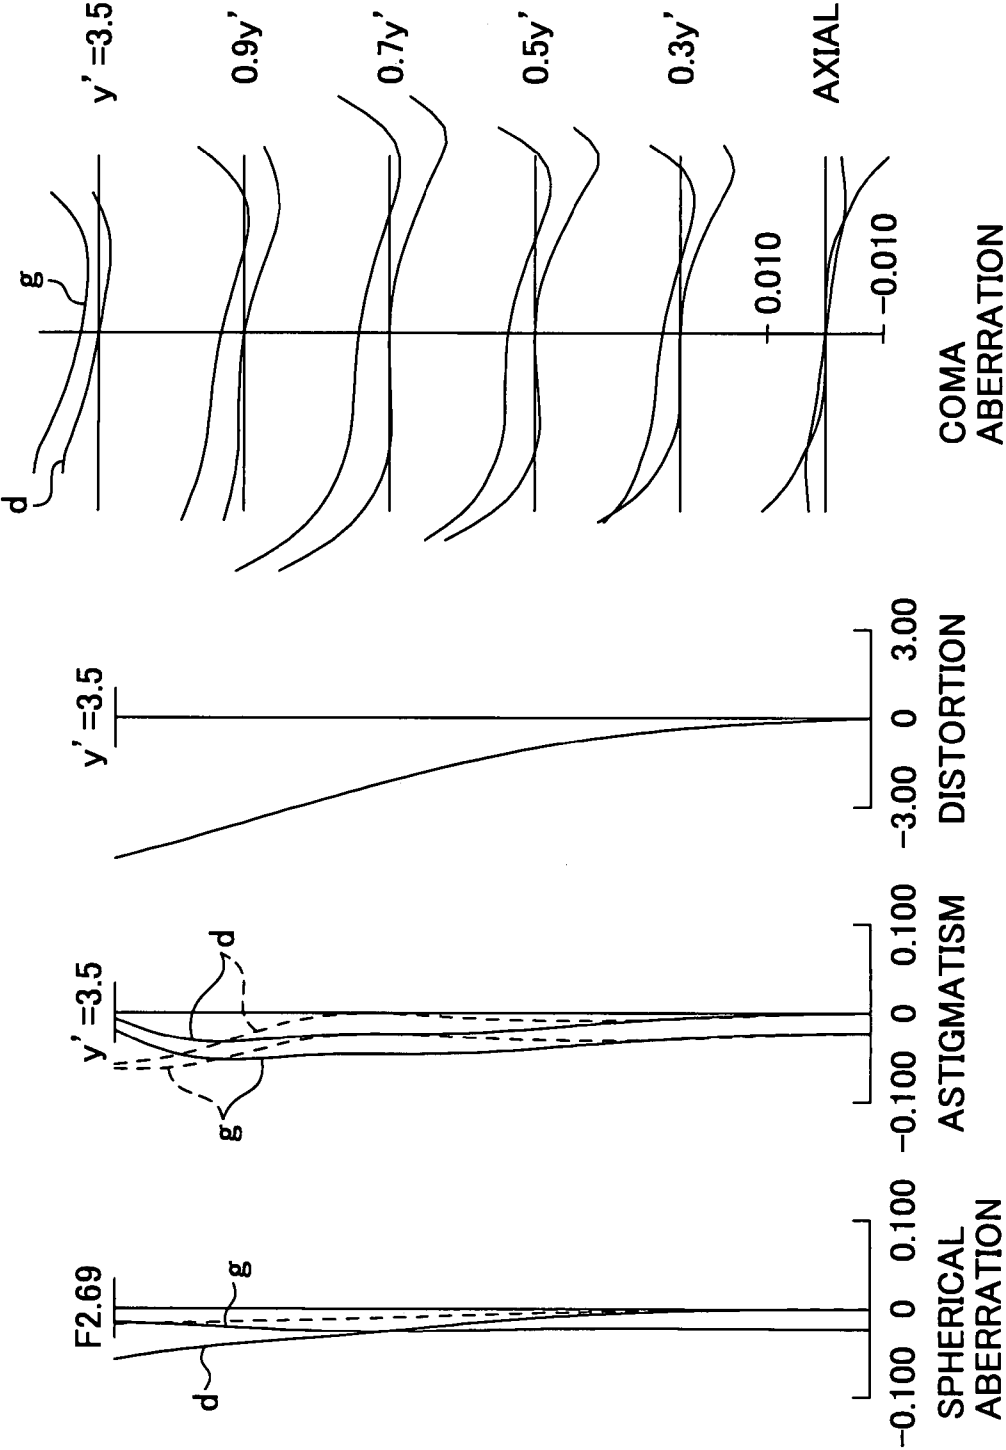 F2.69
g
d
-0.100 0 0.100
SPHERICAL
ABERRATION
y' =3.5
d
g
-0.100 0 0.100
ASTIGMATISM
y' =3.5
-3.00 0 3.00
DISTORTION
y' =3.5
g
d
0.9y'
0.7y'
0.5y'
0.3y'
0.010
AXIAL
-0.010
COMA
ABERRATION